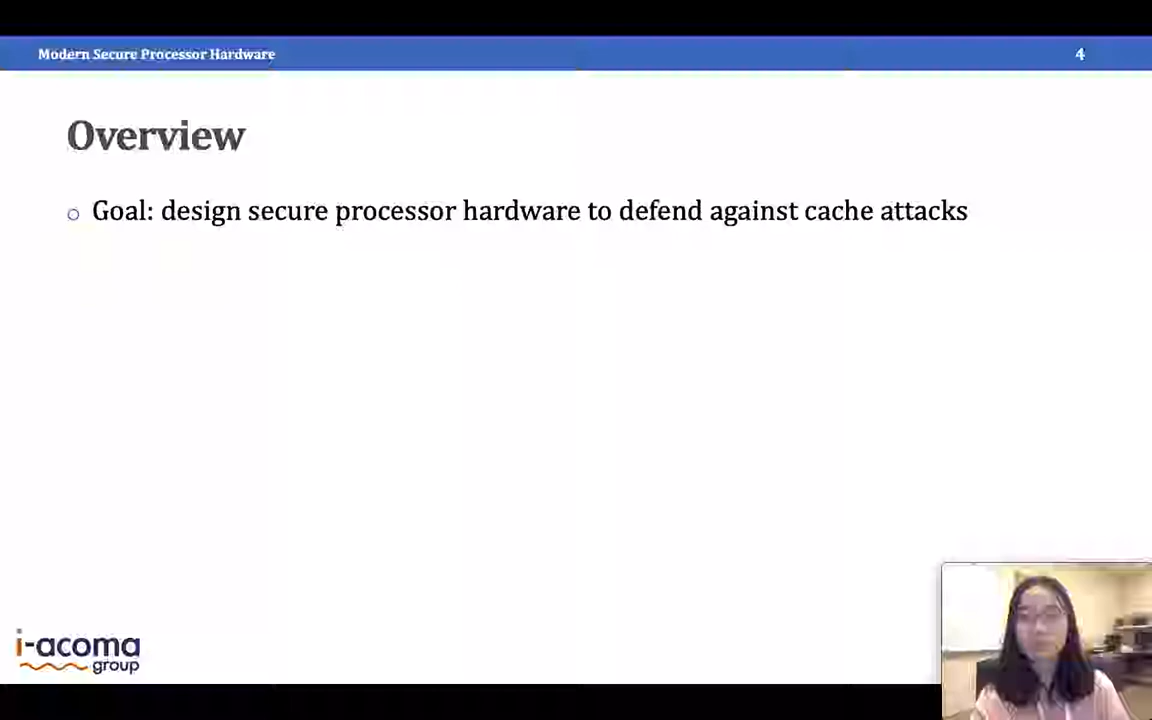 Modern Secure Processor Hardware 4
Overview
Goal: design secure processor hardware to defend against cache attacks
i-acoma
group